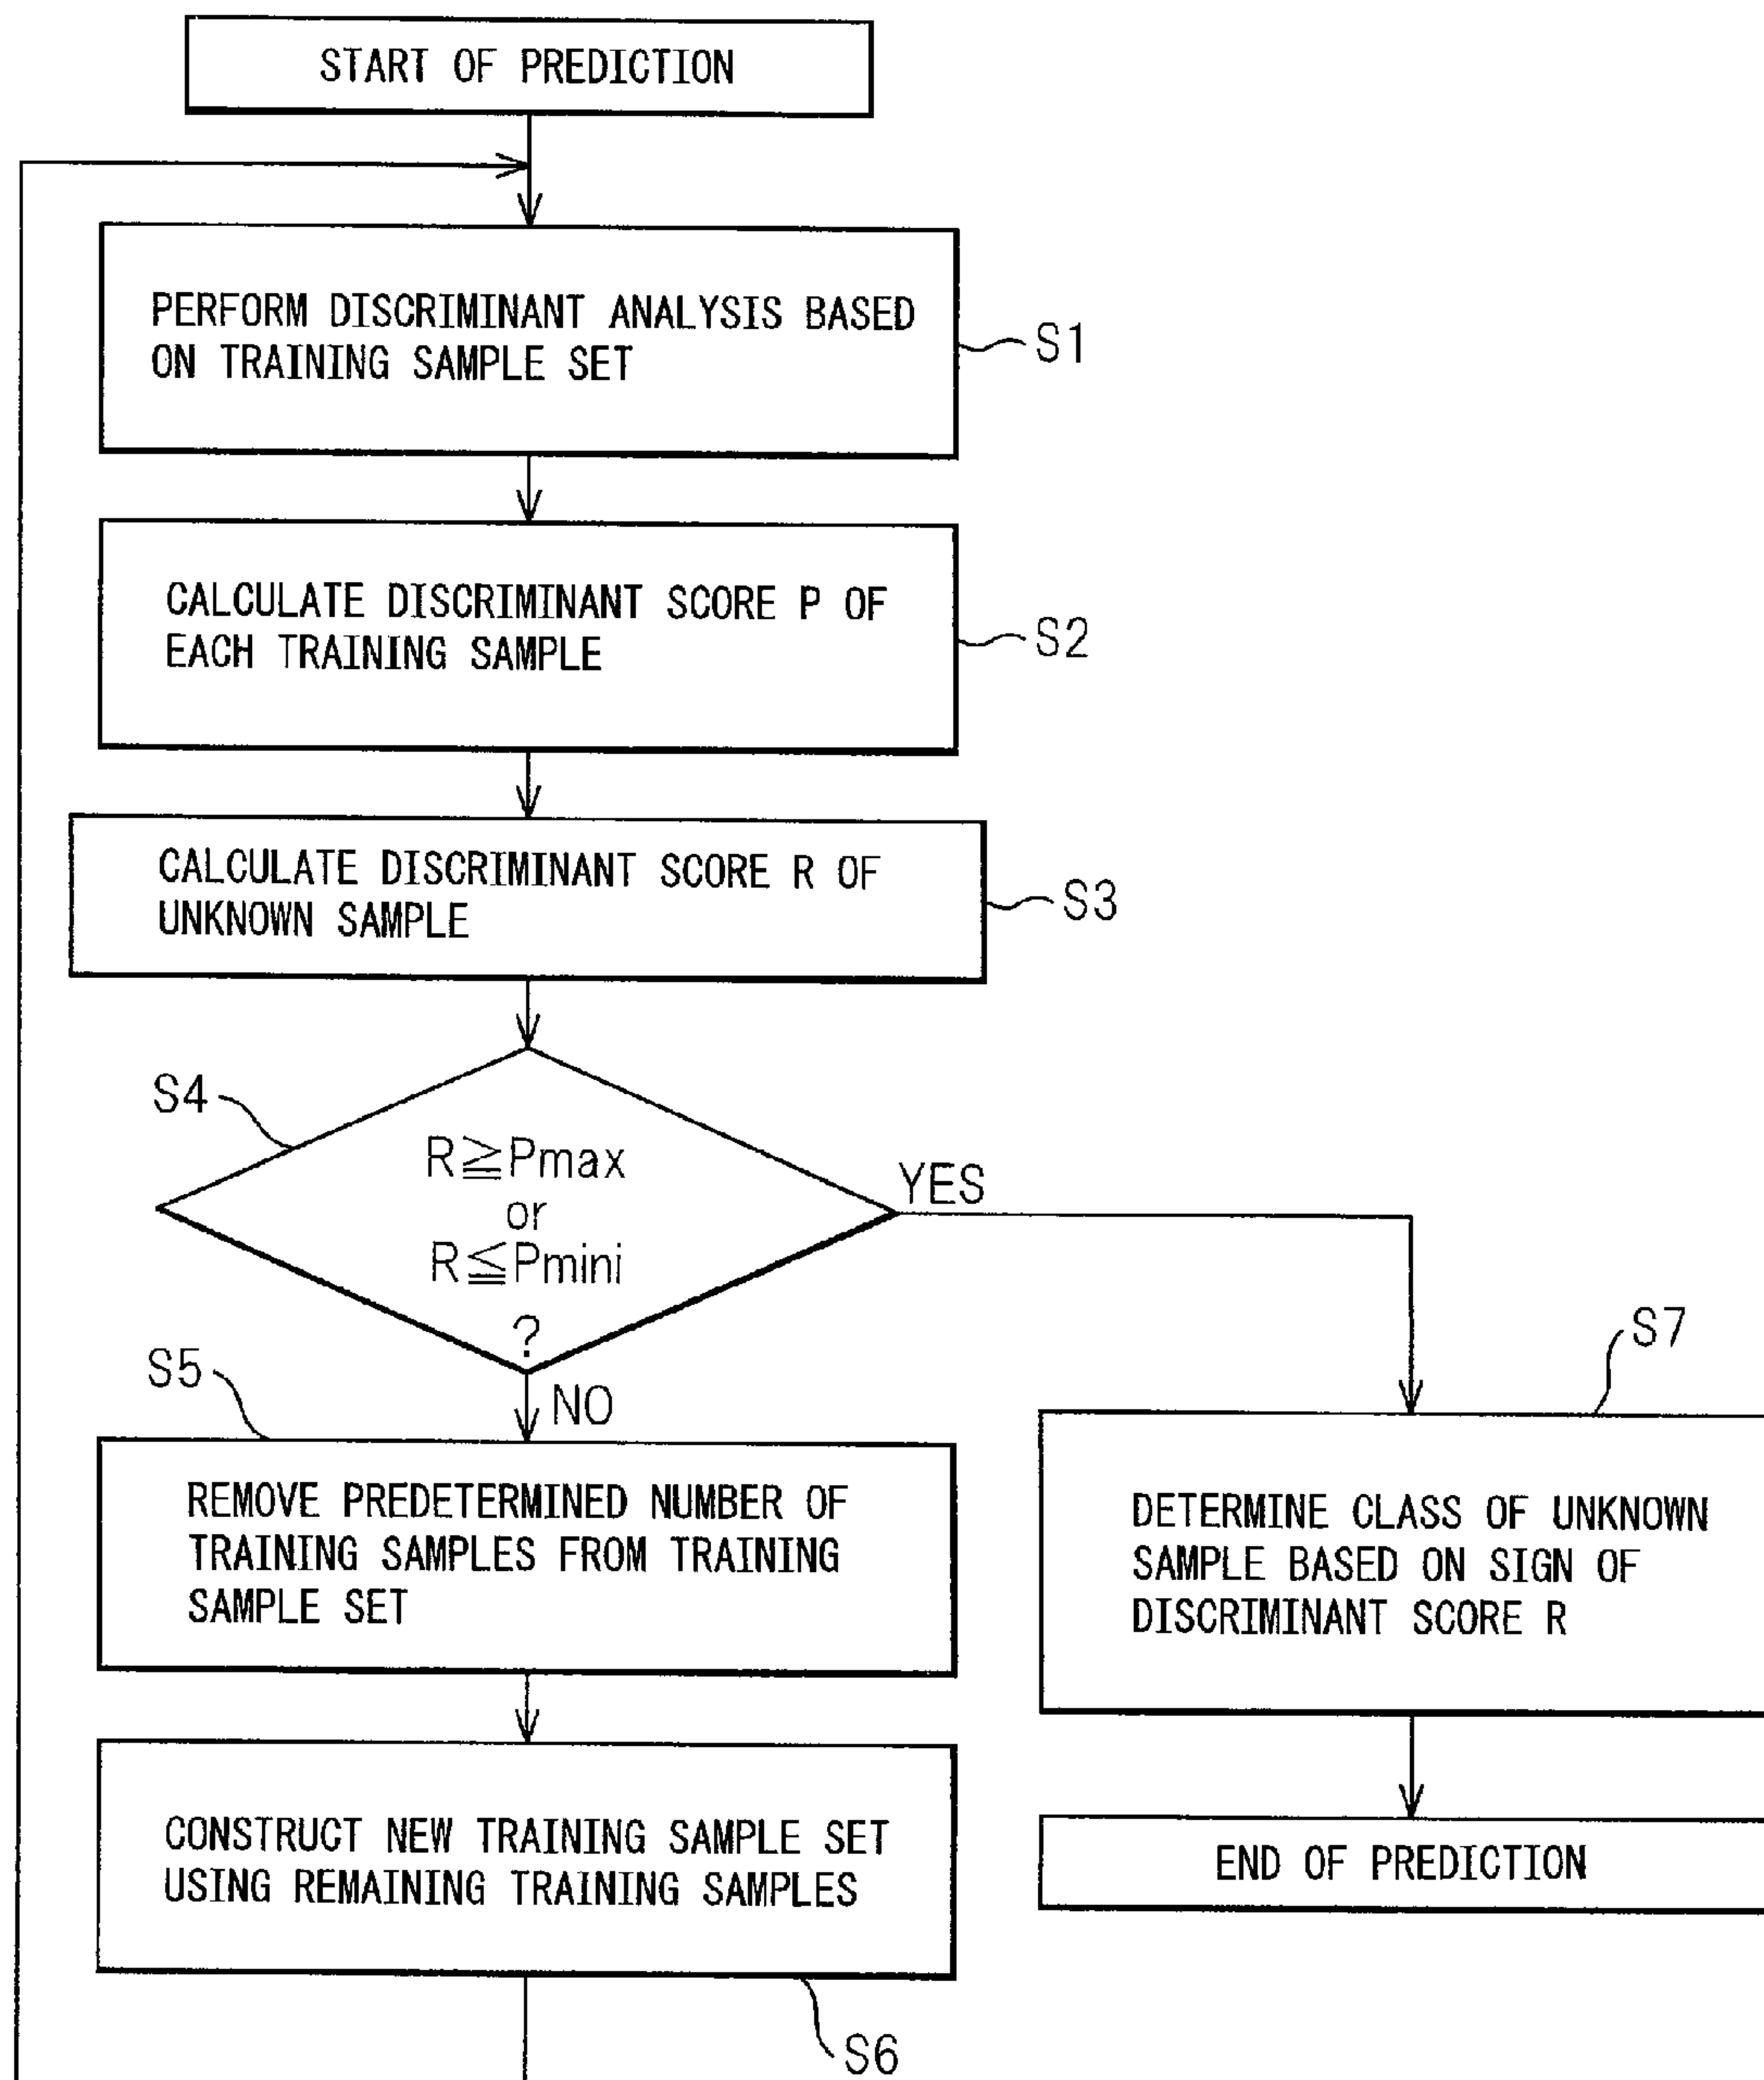 START OF PREDICTION
PERFORM DISCRIMINANT ANALYSIS BASED
ON TRAINING SAMPLE SET
S1
CALCULATE DISCRIMINANT SCORE P OF
EACH TRAINING SAMPLE
S2
CALCULATE DISCRIMINANT SCORE R OF
UNKNOWN SAMPLE
S3
S4
R≧Pmax
or
R≦Pmini
?
YES
NO
S5
REMOVE PREDETERMINED NUMBER OF
TRAINING SAMPLES FROM TRAINING
SAMPLE SET
S7
DETERMINE CLASS OF UNKNOWN
SAMPLE BASED ON SIGN OF
DISCRIMINANT SCORE R
CONSTRUCT NEW TRAINING SAMPLE SET
USING REMAINING TRAINING SAMPLES
S6
END OF PREDICTION